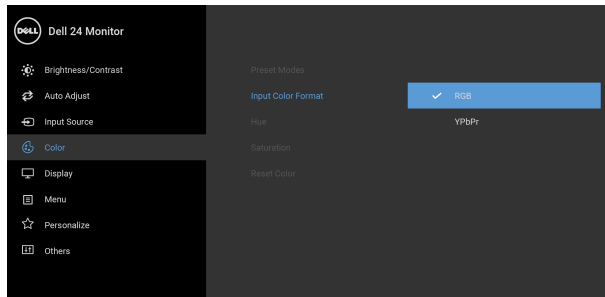 DELL
Dell 24 Monitor
Brightness/Contrast
Auto Adjust
Input Source
Color
Display
Menu
Personalize
Others
Preset Modes
Input Color Format
Hue
Saturation
Reset Color
RGB
YPbPr